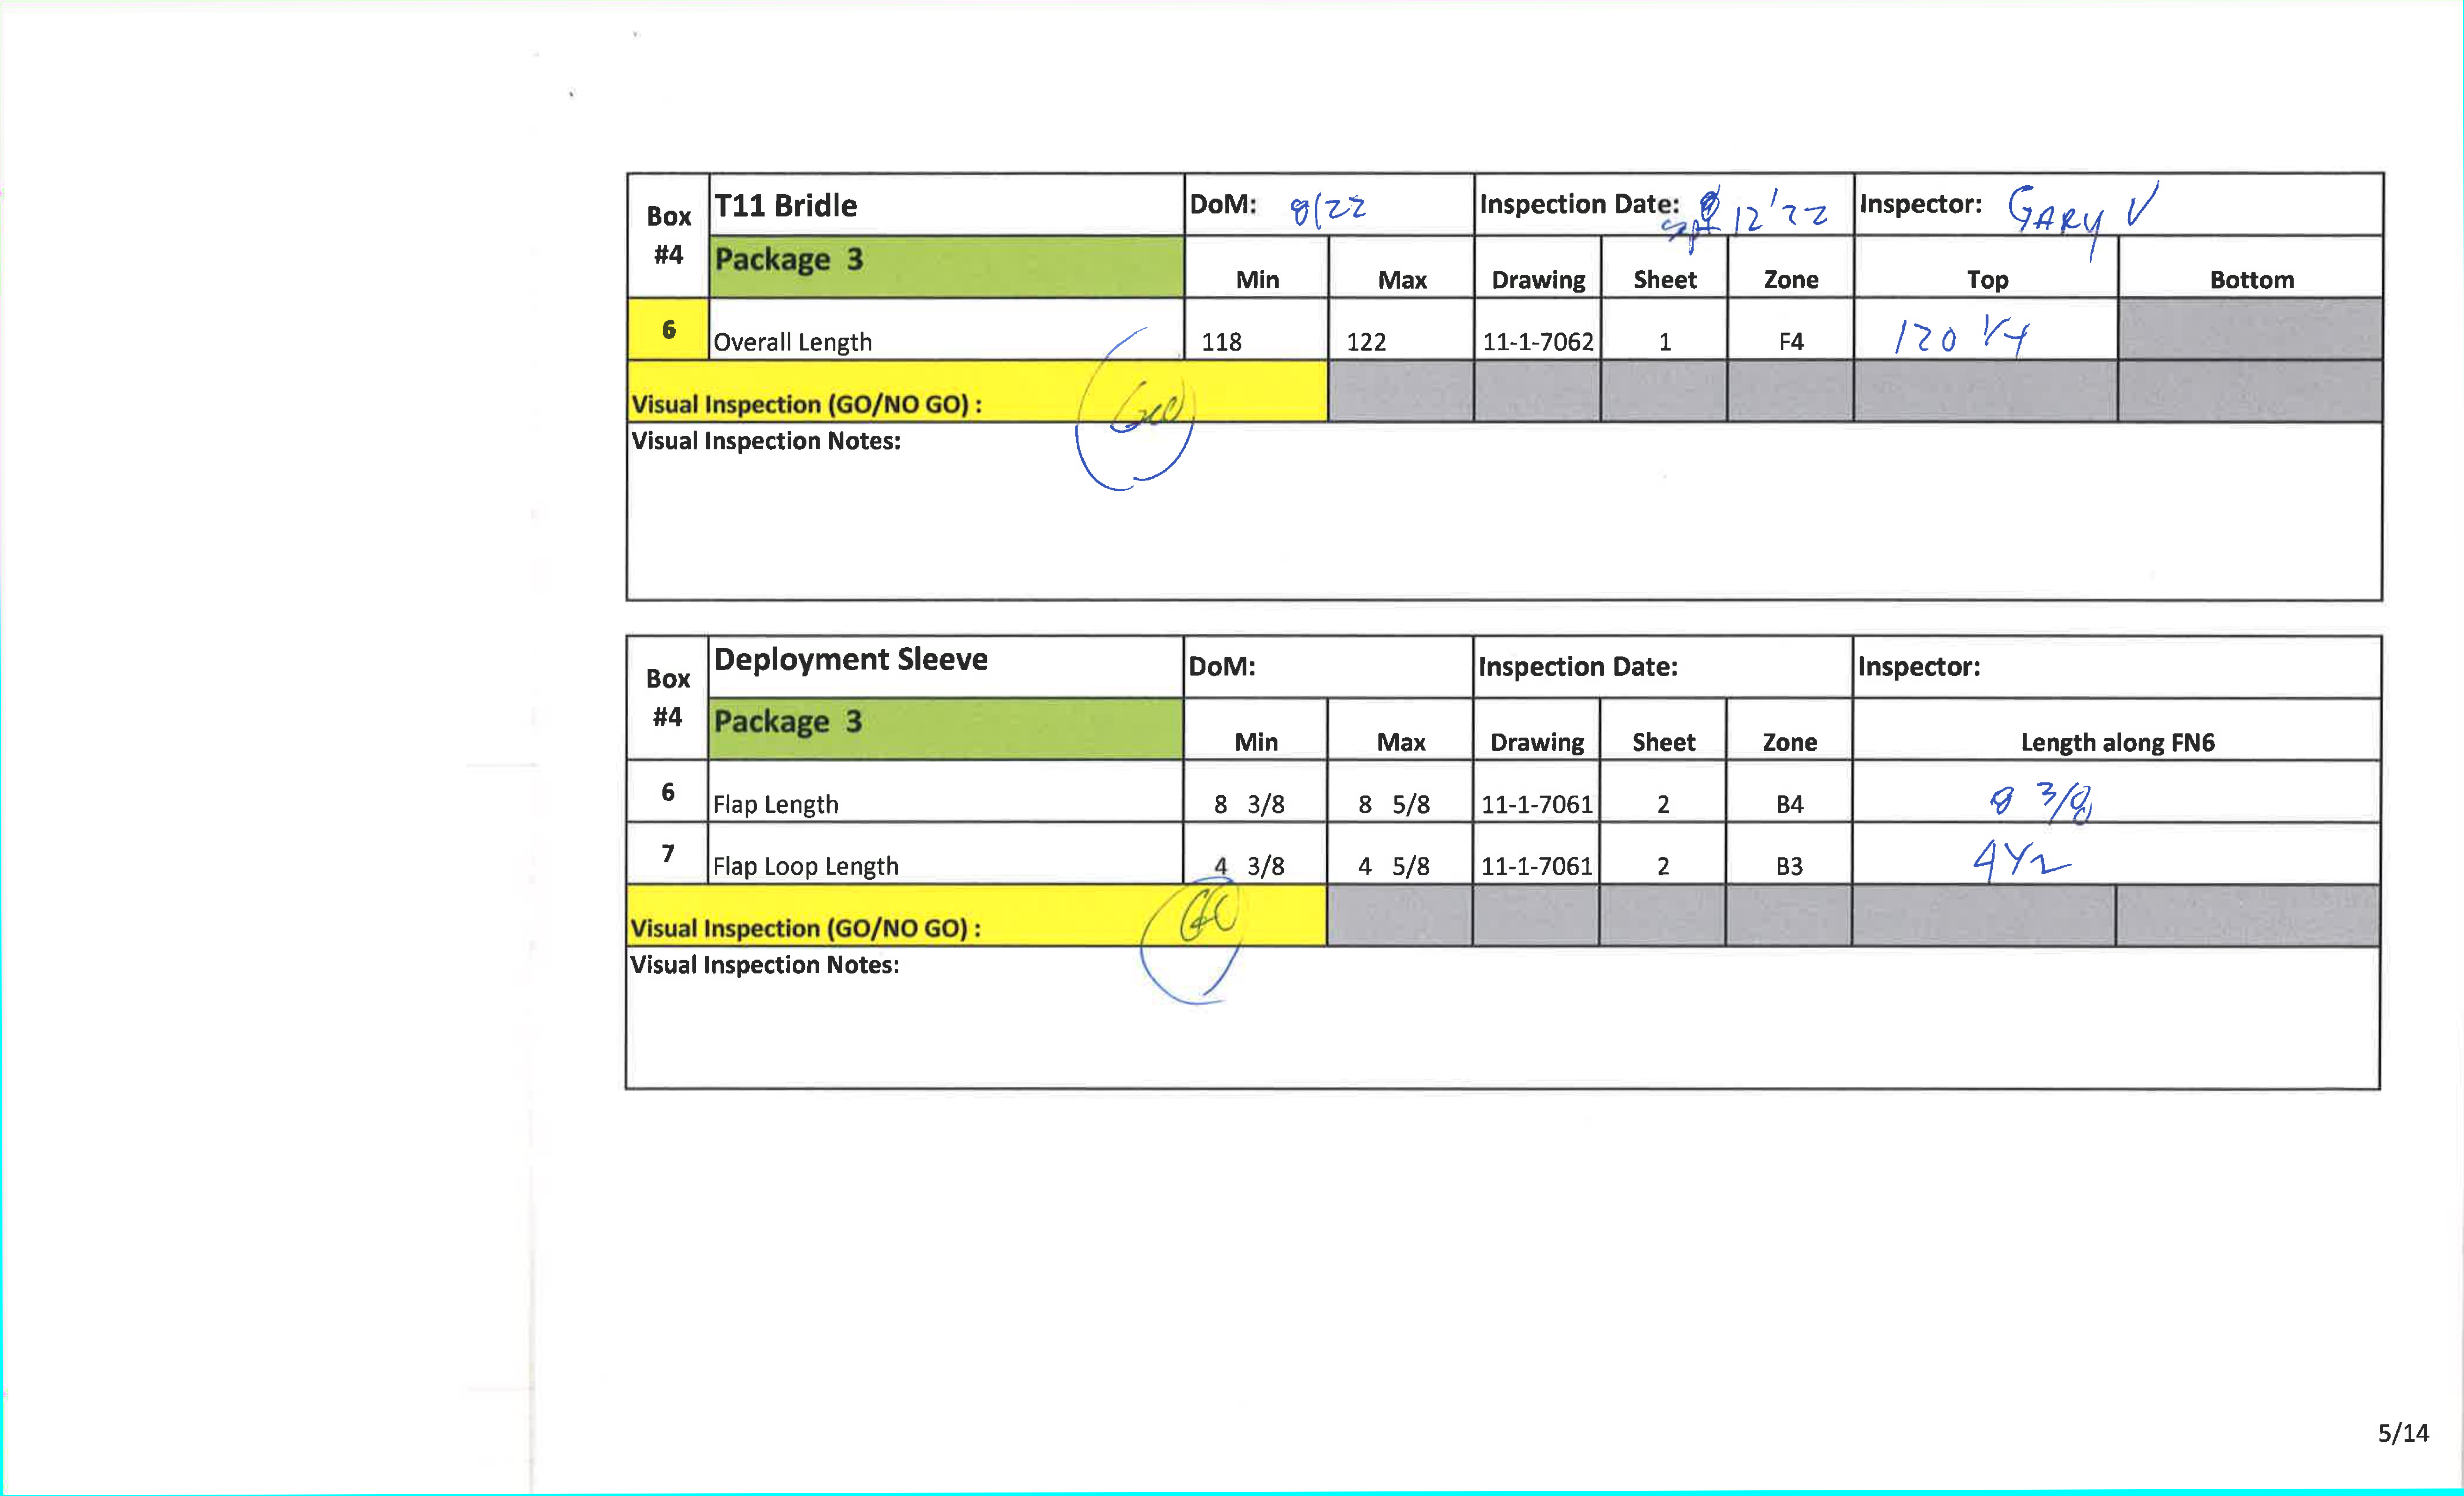 Box #4 T11 Bridle DoM: 8/22 Inspection Date: 12'22 Inspector: GARY V
Package 3 Min Max Drawing Sheet Zone Top Bottom
6 Overall Length 118 122 11-1-7062 1 F4 120 1/4
Visual Inspection (GO/NO GO) :
Visual Inspection Notes:
Box #4 Deployment Sleeve DoM: Inspection Date: Inspector:
Package 3 Min Max Drawing Sheet Zone Length along FN6
6 Flap Length 8 3/8 8 5/8 11-1-7061 2 B4 8 3/8
7 Flap Loop Length 4 3/8 4 5/8 11-1-7061 2 B3 4 1/2
Visual Inspection (GO/NO GO) : GO
Visual Inspection Notes:
5/14